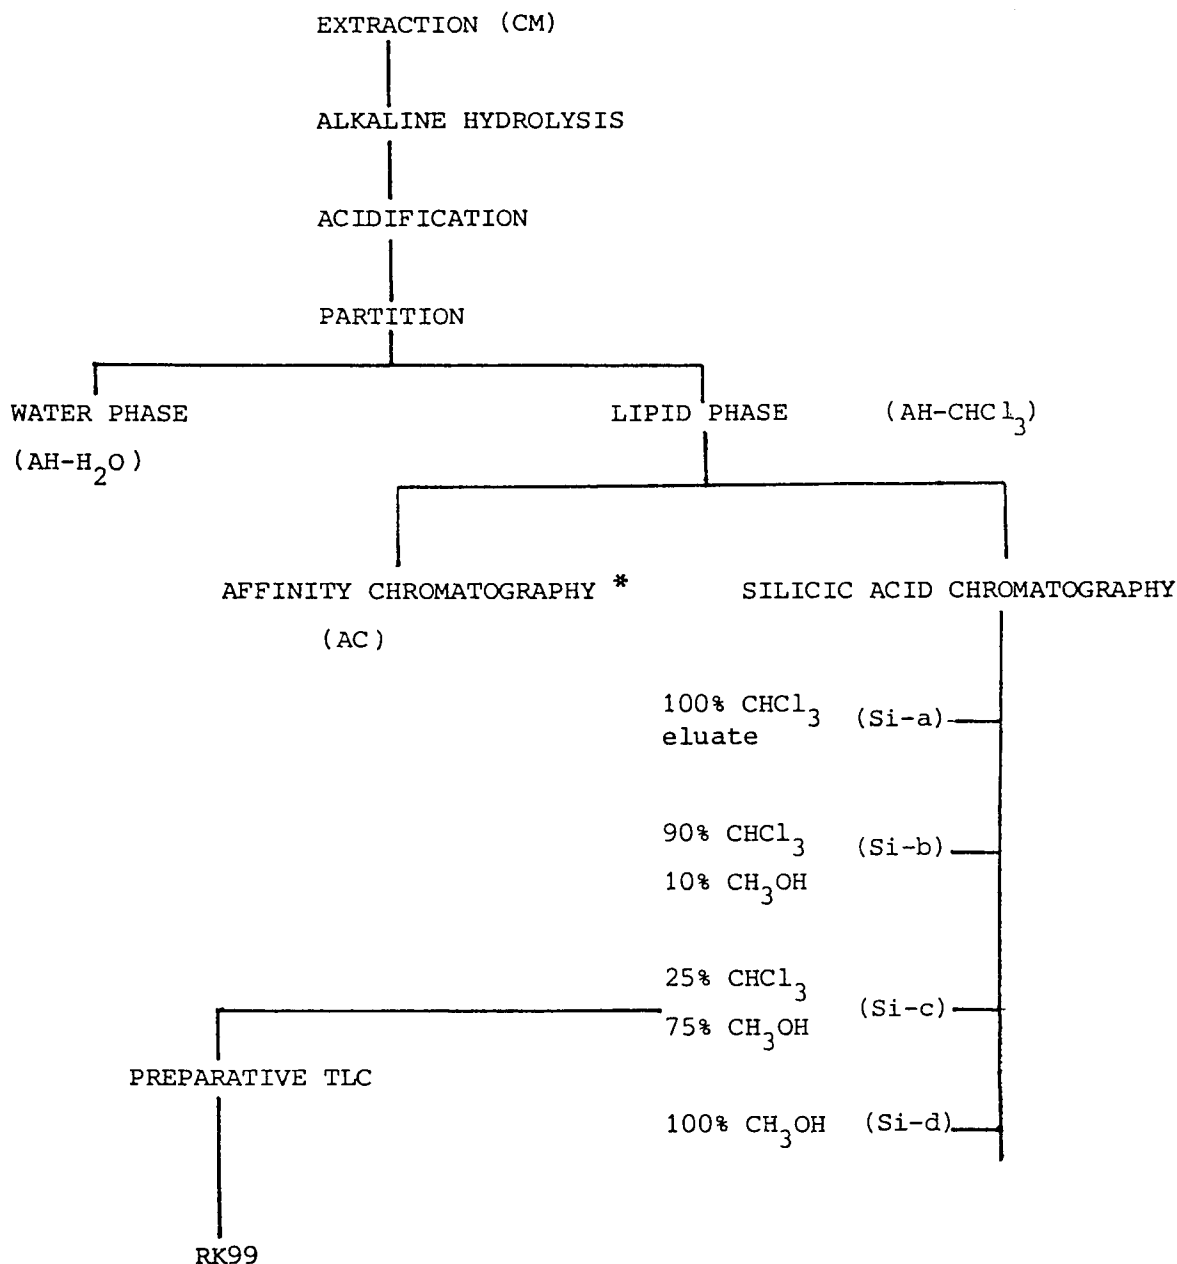 EXTRACTION (CM)
ALKALINE HYDROLYSIS
ACIDIFICATION
PARTITION
WATER PHASE
(AH-H2O)
LIPID PHASE (AH-CHCl3)
AFFINITY CHROMATOGRAPHY *
(AC)
SILICIC ACID CHROMATOGRAPHY
100% CHCl3 (Si-a)
eluate
90% CHCl3 (Si-b)
10% CH3OH
25% CHCl3 (Si-c)
75% CH3OH
PREPARATIVE TLC
100% CH3OH (Si-d)
RK99